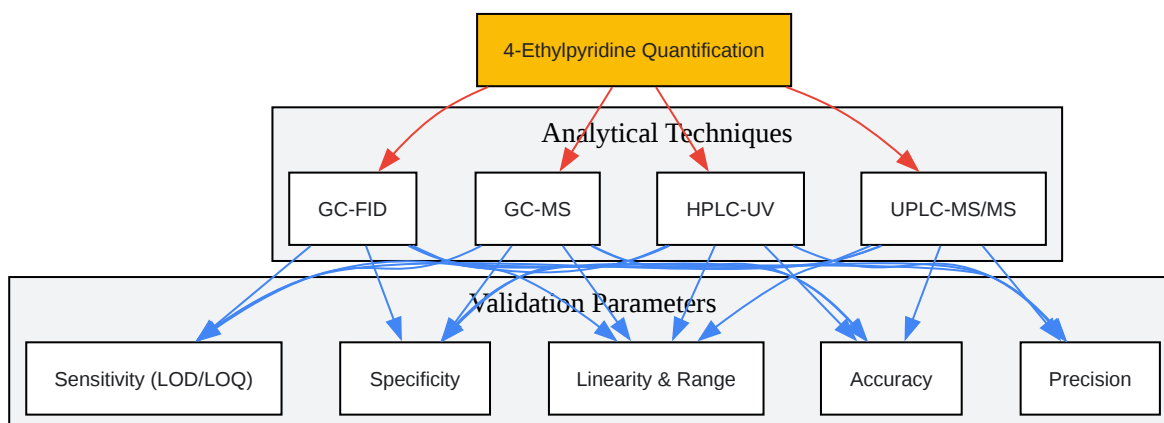 4-Ethylpyridine Quantification
Analytical Techniques
GC-FID
GC-MS
HPLC-UV
UPLC-MS/MS
Validation Parameters
Sensitivity (LOD/LOQ)
Specificity
Linearity & Range
Accuracy
Precision